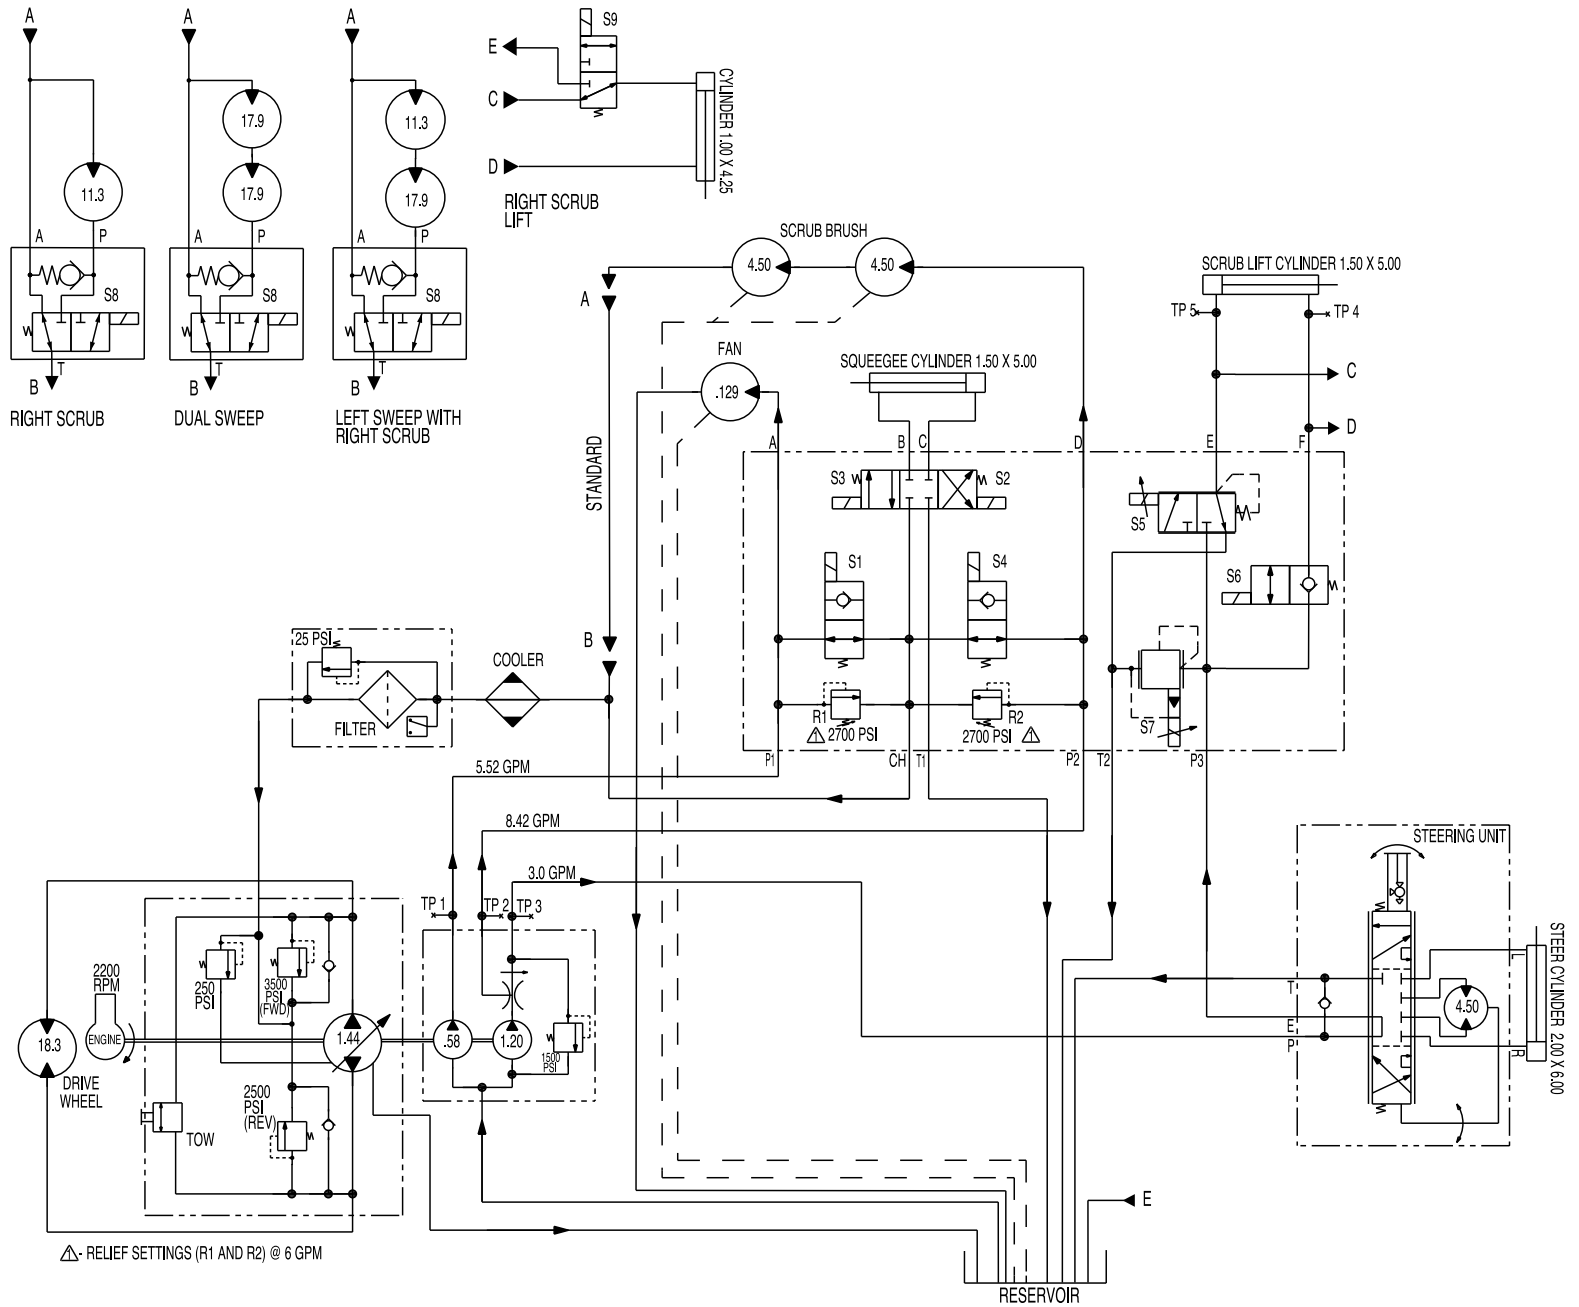 A
A
A
S9
E
C
D
CYLINDER 1.00 X 4.25
RIGHT SCRUB
LIFT
11.3
17.9
17.9
11.3
17.9
A
P
A
P
A
P
S8
S8
S8
W
W
W
W
B
T
B
T
B
T
RIGHT SCRUB
DUAL SWEEP
LEFT SWEEP WITH
RIGHT SCRUB
SCRUB BRUSH
4.50
4.50
A
STANDARD
B
FAN
.129
SQUEEGEE CYLINDER 1.50 X 5.00
SCRUB LIFT CYLINDER 1.50 X 5.00
TP 5
TP 4
C
D
A
B
C
D
E
F
S3
W
W
S2
S5
W
S1
W
S4
W
S6
W
R1
2700 PSI
1
R2
2700 PSI
1
S7
P1
CH
T1
P2
T2
P3
25 PSI
W
FILTER
COOLER
5.52 GPM
8.42 GPM
3.0 GPM
TP 1
TP 2
TP 3
2200
RPM
ENGINE
18.3
DRIVE
WHEEL
W
250
PSI
W
3500
PSI
(FWD)
1.44
2500
PSI
(REV)
W
TOW
.58
1.20
W
1500
PSI
STEERING UNIT
W
W
T
E
P
4.50
L
R
STEER CYLINDER 2.00 X 6.00
E
RESERVOIR
1 - RELIEF SETTINGS (R1 AND R2) @ 6 GPM